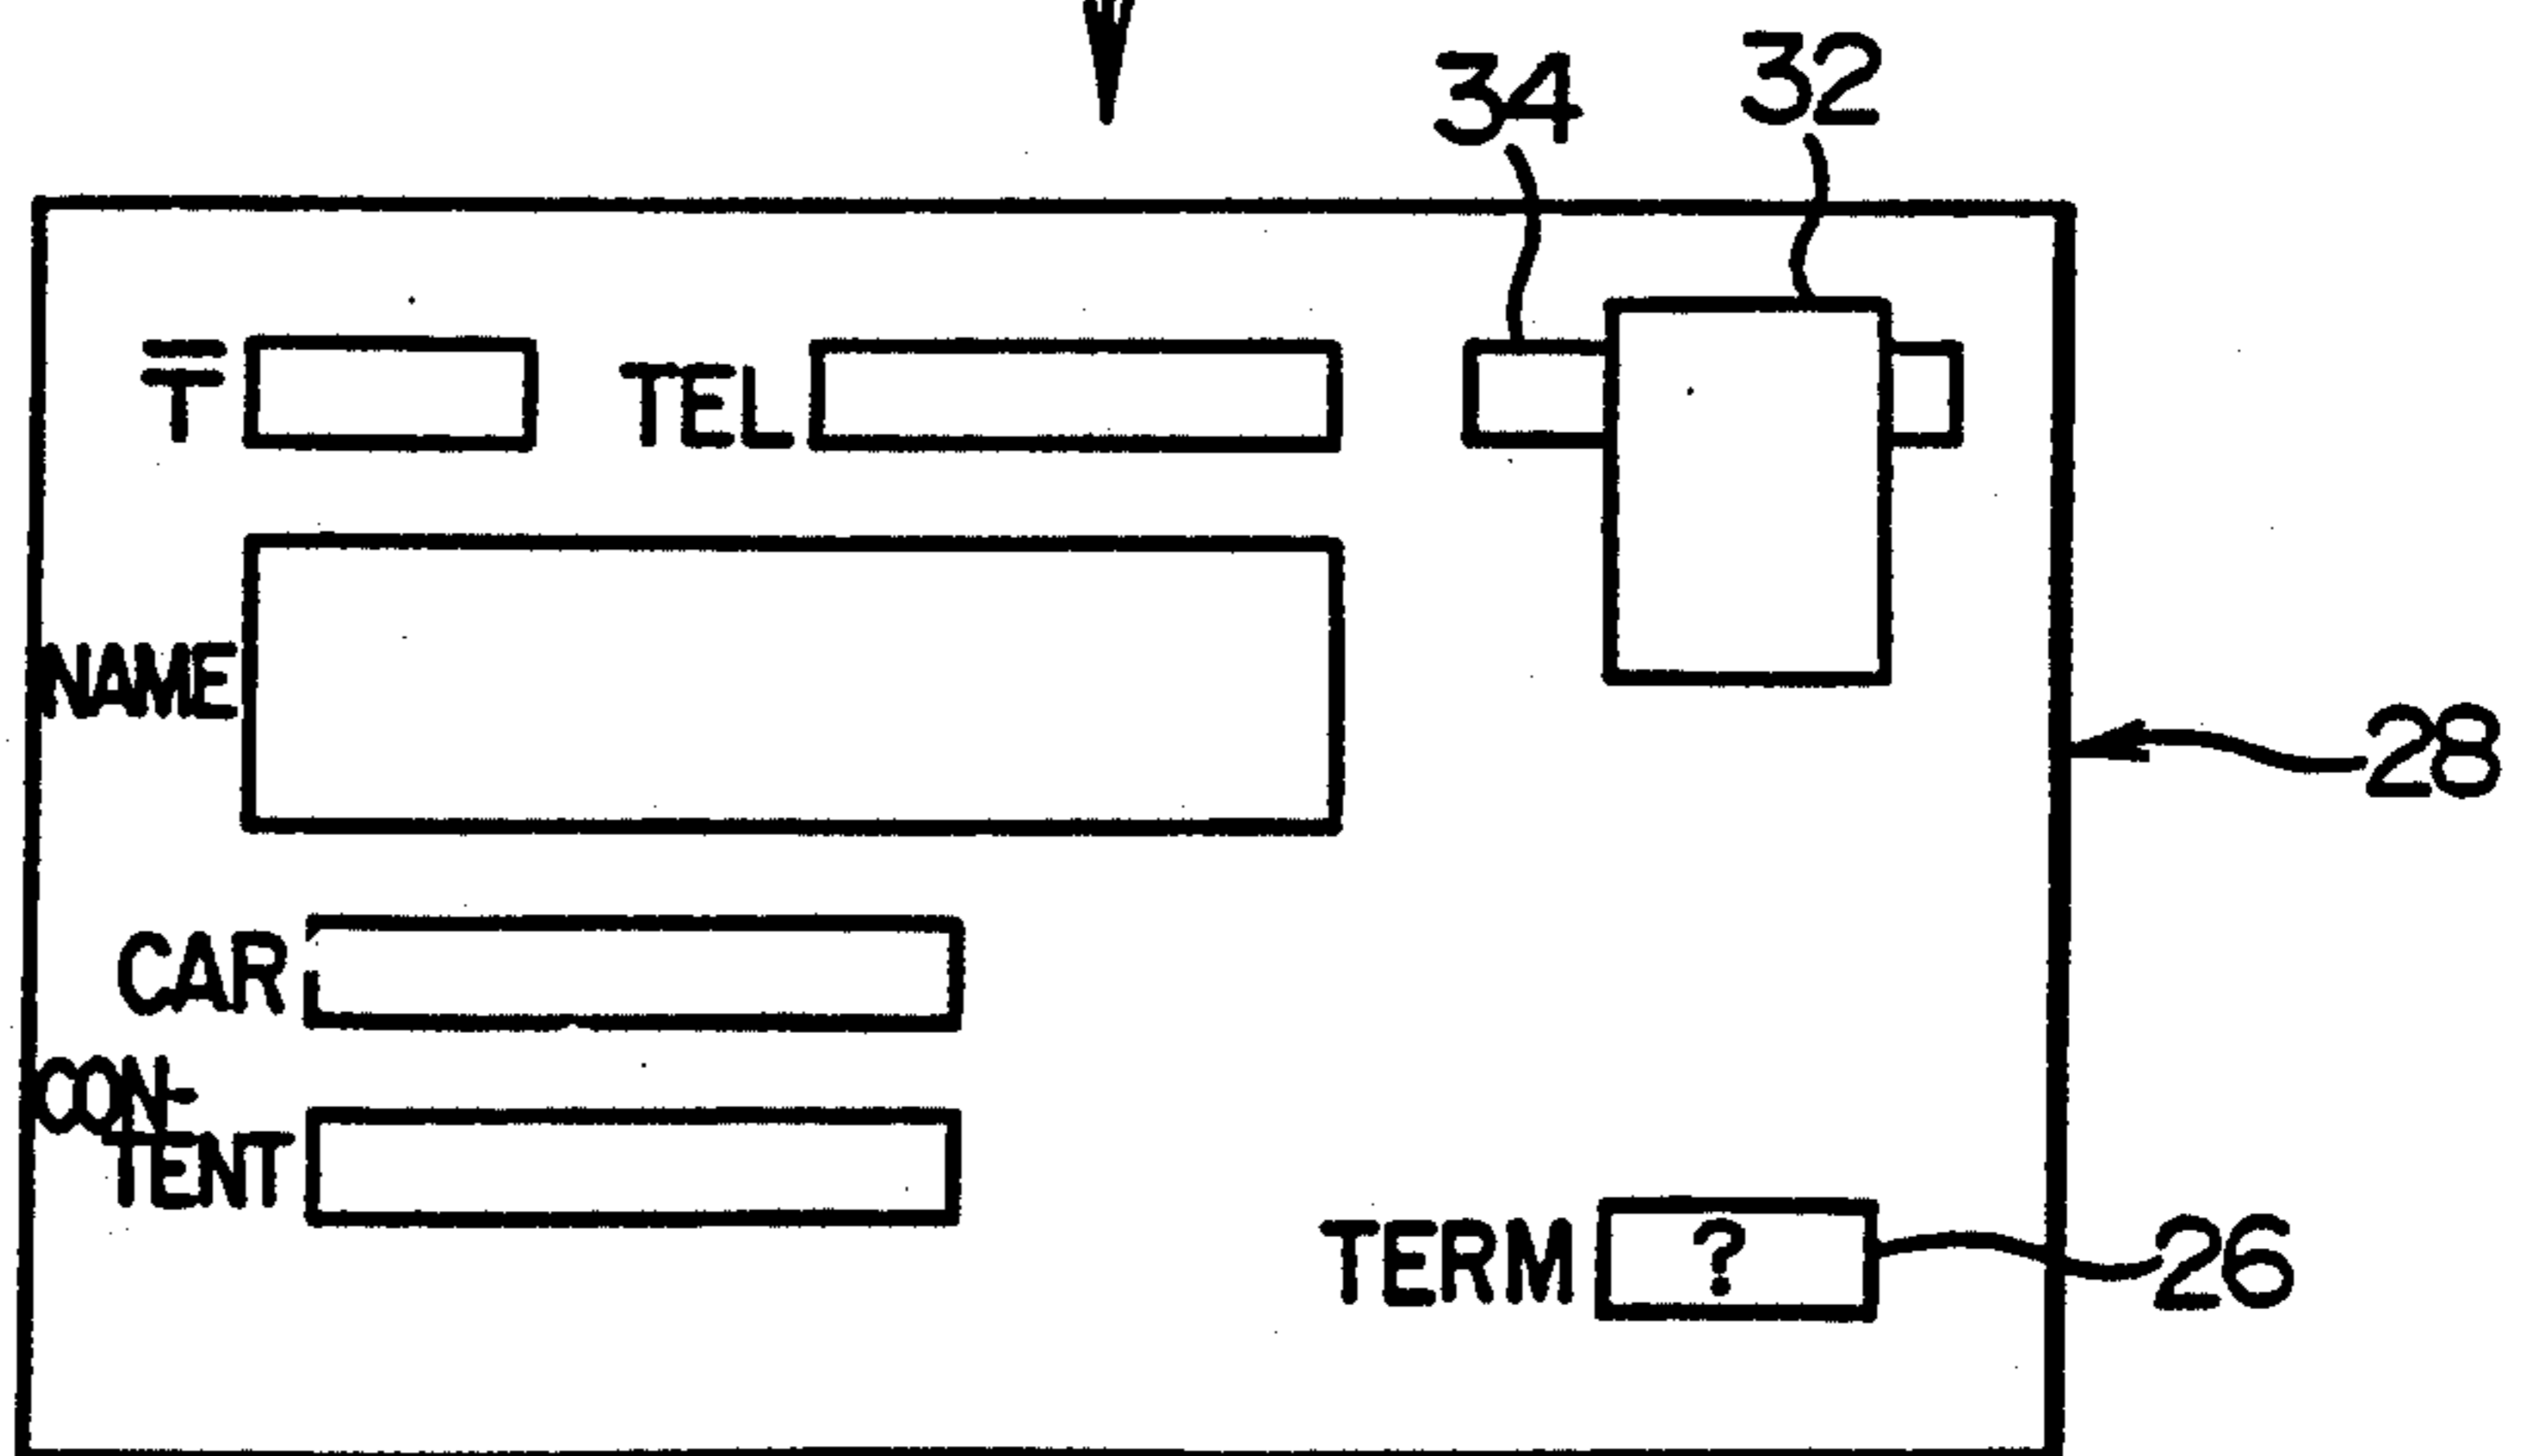 34 32
〒 TEL
NAME
28
CAR
CON-
TENT
TERM ? 26